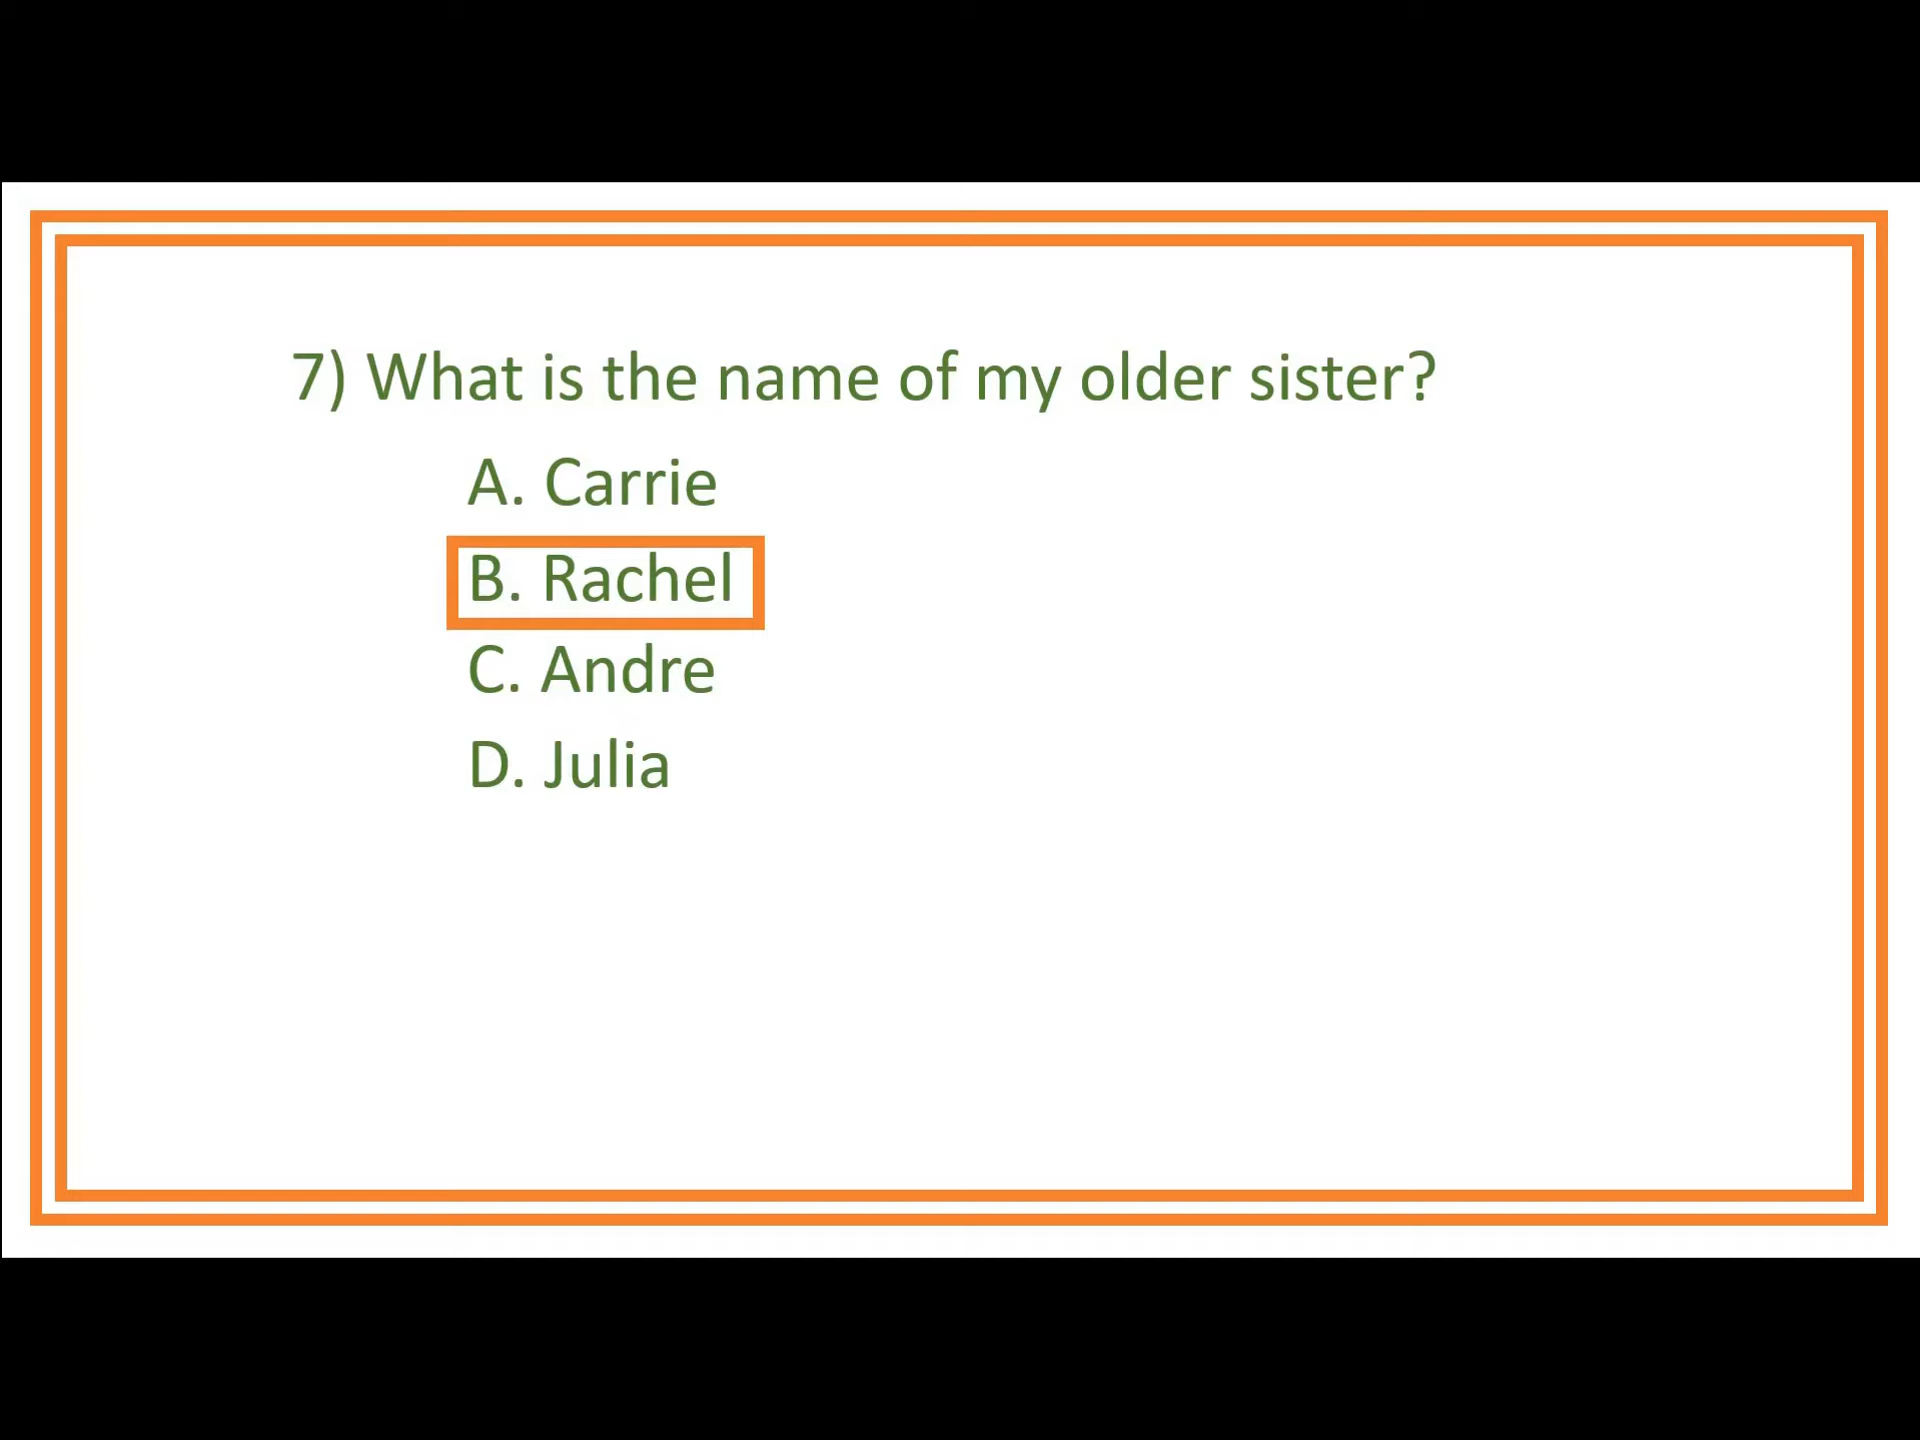 7) What is the name of my older sister?
A. Carrie
B. Rachel
C. Andre
D. Julia